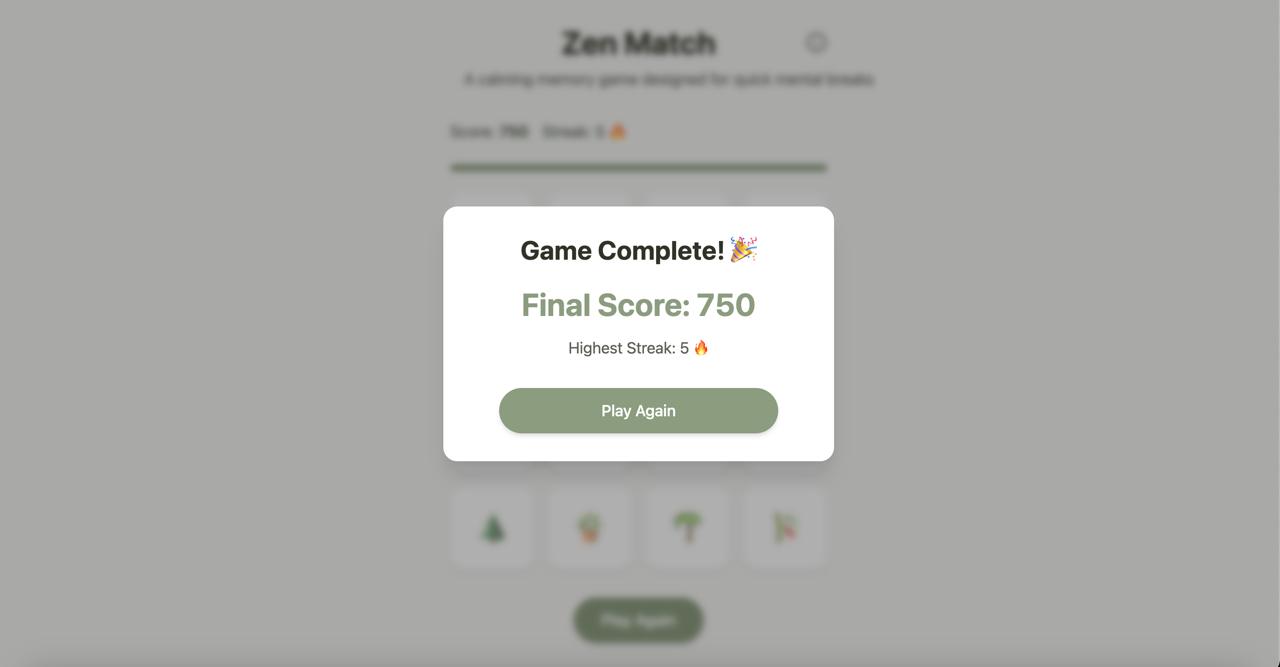 Zen Match
A calming memory game designed for quick mental breaks
Score: 750 Streak: 5 🔥
Game Complete! 🎉
Final Score: 750
Highest Streak: 5 🔥
Play Again
Play Again